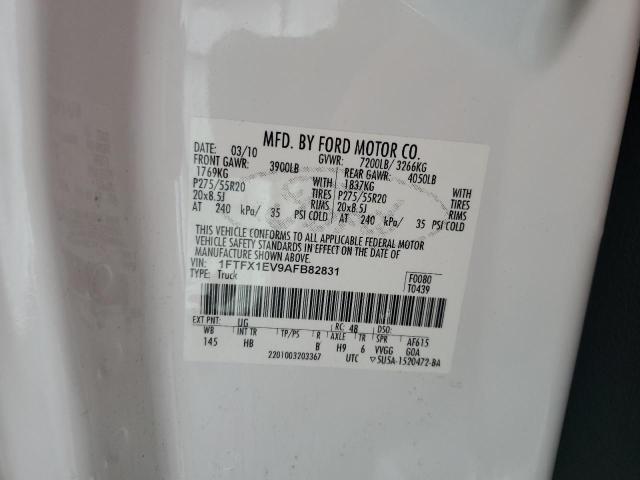 MFD. BY FORD MOTOR CO.
DATE: 03/10 GVWR: 7200LB/ 3266KG
FRONT GAWR: 3900LB REAR GAWR: 4050LB
1769KG WITH 1837KG WITH
P275/55R20 TIRES P275/55R20 TIRES
20x8.5J RIMS 20x8.5J RIMS
AT 240 kPa/ 35 PSI COLD AT 240 kPa/ 35 PSI COLD
THIS VEHICLE CONFORMS TO ALL APPLICABLE FEDERAL MOTOR
VEHICLE SAFETY STANDARDS IN EFFECT ON THE DATE OF
MANUFACTURE SHOWN ABOVE.
VIN: 1FTFX1EV9AFB82831 F0080
TYPE: Truck T0439
EXT PNT: UG RC: 48 DSO:
WB INT TR TP/PS R AXLE TR SPR AF615
145 HB B H9 6 VVGG GOA
2201003203367 UTC 5U5A-1520472-BA